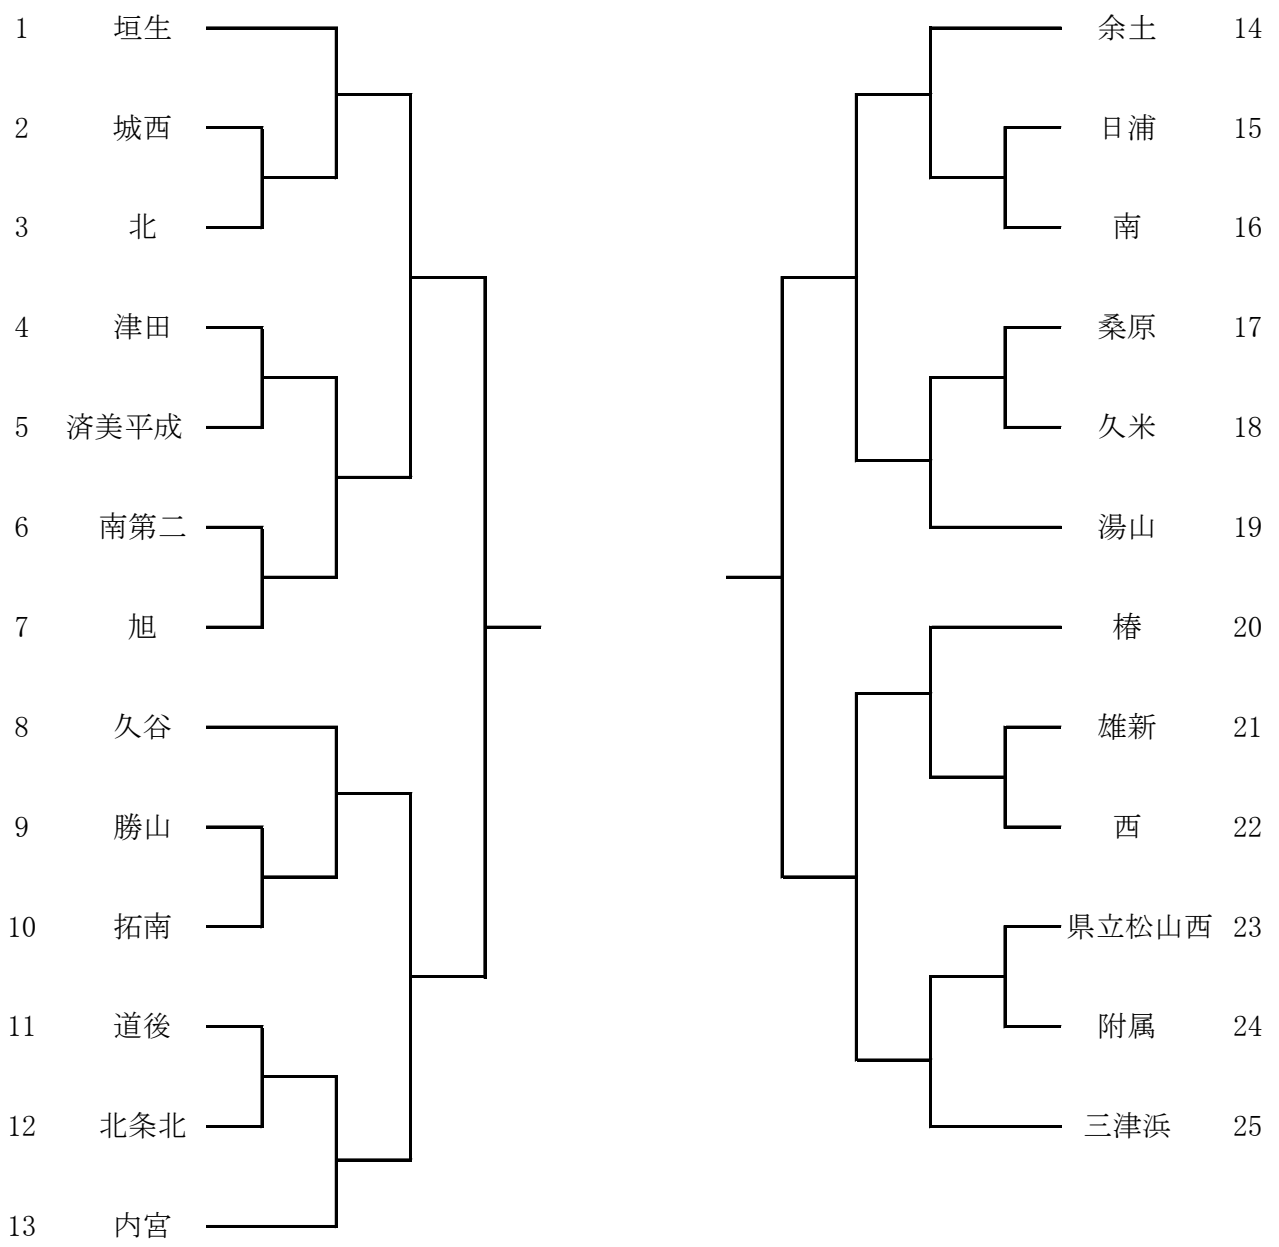 1 垣生
2 城西
3 北
4 津田
5 済美平成
6 南第二
7 旭
8 久谷
9 勝山
10 拓南
11 道後
12 北条北
13 内宮
余土 14
日浦 15
南 16
桑原 17
久米 18
湯山 19
椿 20
雄新 21
西 22
県立松山西 23
附属 24
三津浜 25